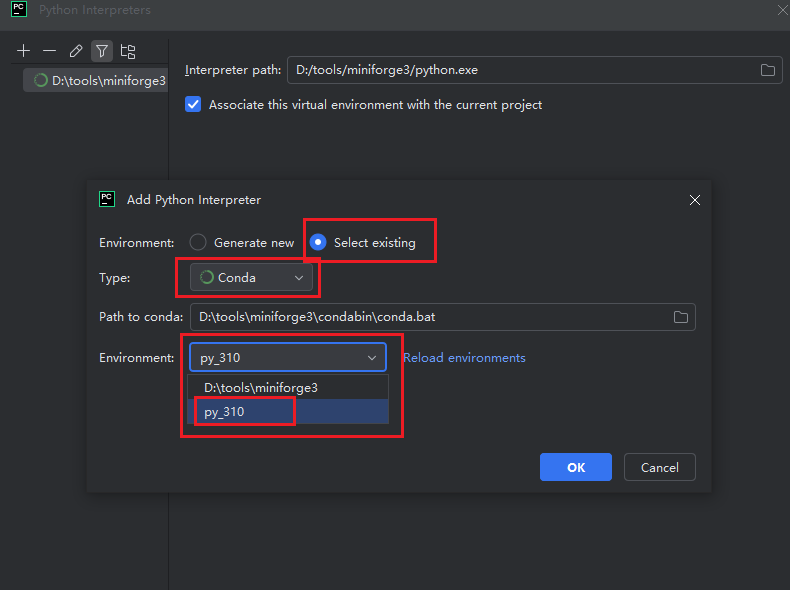 PC Python Interpreters
D:\tools\miniforge3
Interpreter path: D:/tools/miniforge3/python.exe
Associate this virtual environment with the current project
PC Add Python Interpreter
Environment: Generate new Select existing
Type: Conda
Path to conda: D:\tools\miniforge3\condabin\conda.bat
Environment: py_310 Reload environments
D:\tools\miniforge3
py_310
OK Cancel